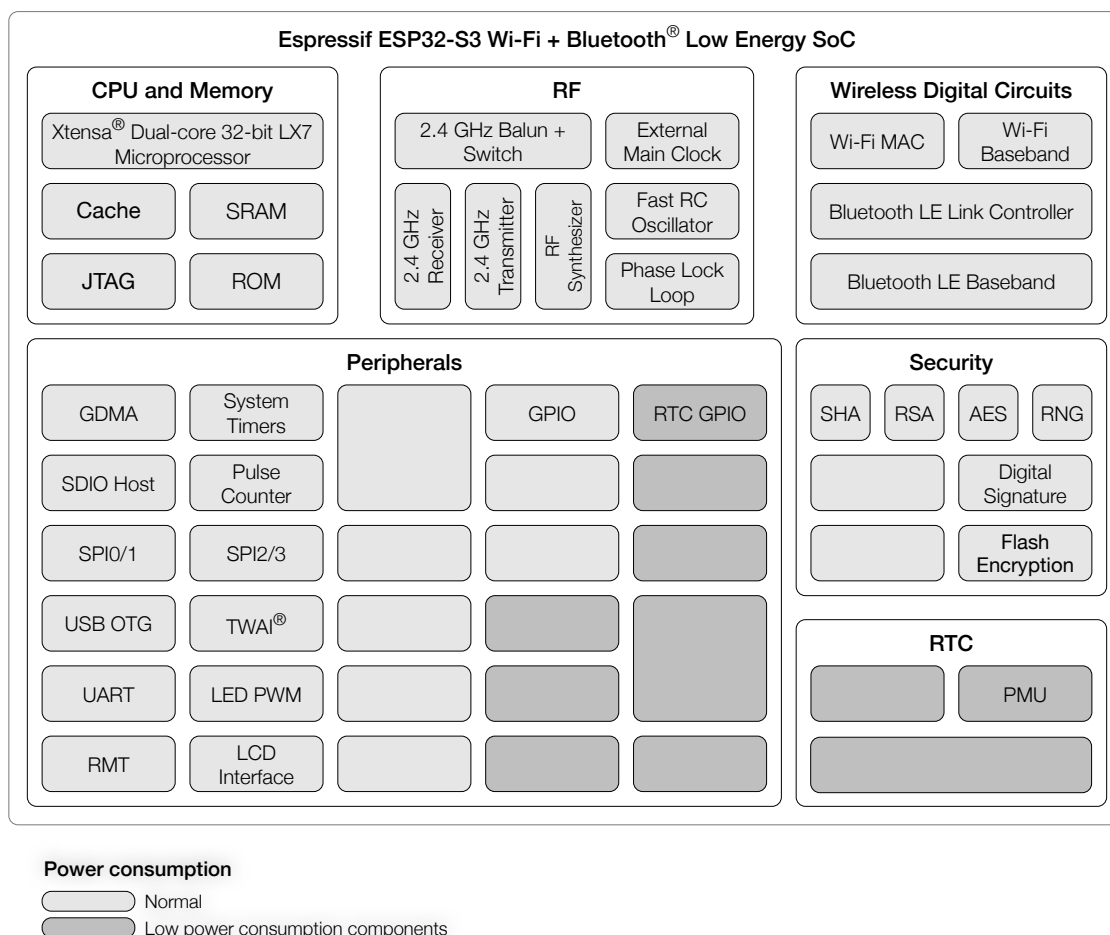 Espressif ESP32-S3 Wi-Fi + Bluetooth® Low Energy SoC
CPU and Memory
Xtensa® Dual-core 32-bit LX7
Microprocessor
Cache
SRAM
JTAG
ROM
RF
2.4 GHz Balun +
Switch
External
Main Clock
2.4 GHz
Receiver
2.4 GHz
Transmitter
RF
Synthesizer
Fast RC
Oscillator
Phase Lock
Loop
Wireless Digital Circuits
Wi-Fi MAC
Wi-Fi
Baseband
Bluetooth LE Link Controller
Bluetooth LE Baseband
Peripherals
GDMA
System
Timers
GPIO
RTC GPIO
SDIO Host
Pulse
Counter
SPI0/1
SPI2/3
USB OTG
TWAI®
UART
LED PWM
RMT
LCD
Interface
Security
SHA
RSA
AES
RNG
Digital
Signature
Flash
Encryption
RTC
PMU
Power consumption
Normal
Low power consumption components